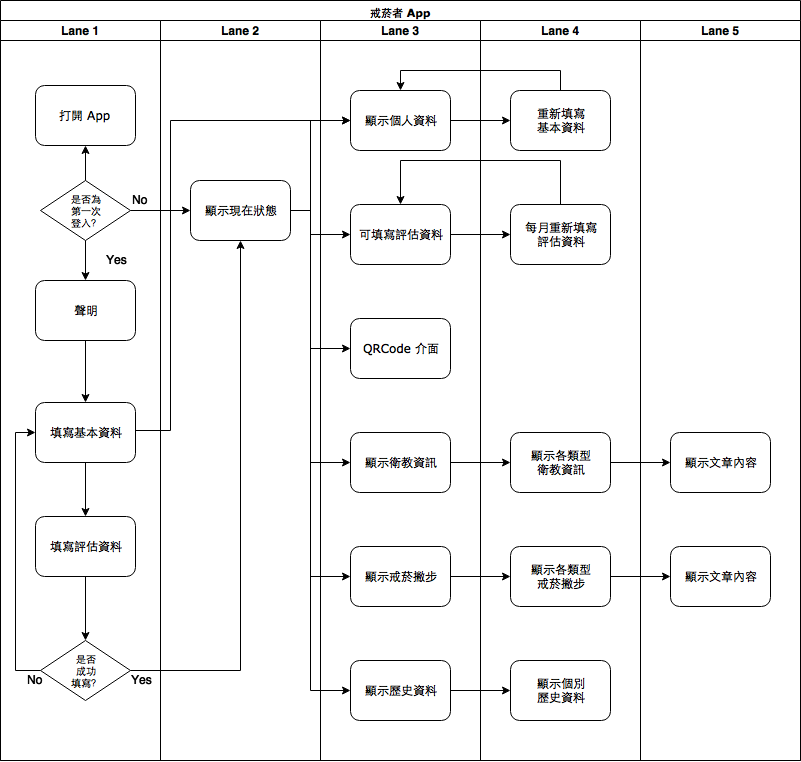 戒菸者 App
Lane 1
Lane 2
Lane 3
Lane 4
Lane 5
打開 App
是否為
第一次
登入?
No
Yes
聲明
填寫基本資料
填寫評估資料
是否
成功
填寫?
No
Yes
顯示現在狀態
顯示個人資料
重新填寫
基本資料
可填寫評估資料
每月重新填寫
評估資料
QRCode 介面
顯示衛教資訊
顯示各類型
衛教資訊
顯示文章內容
顯示戒菸撇步
顯示各類型
戒菸撇步
顯示文章內容
顯示歷史資料
顯示個別
歷史資料